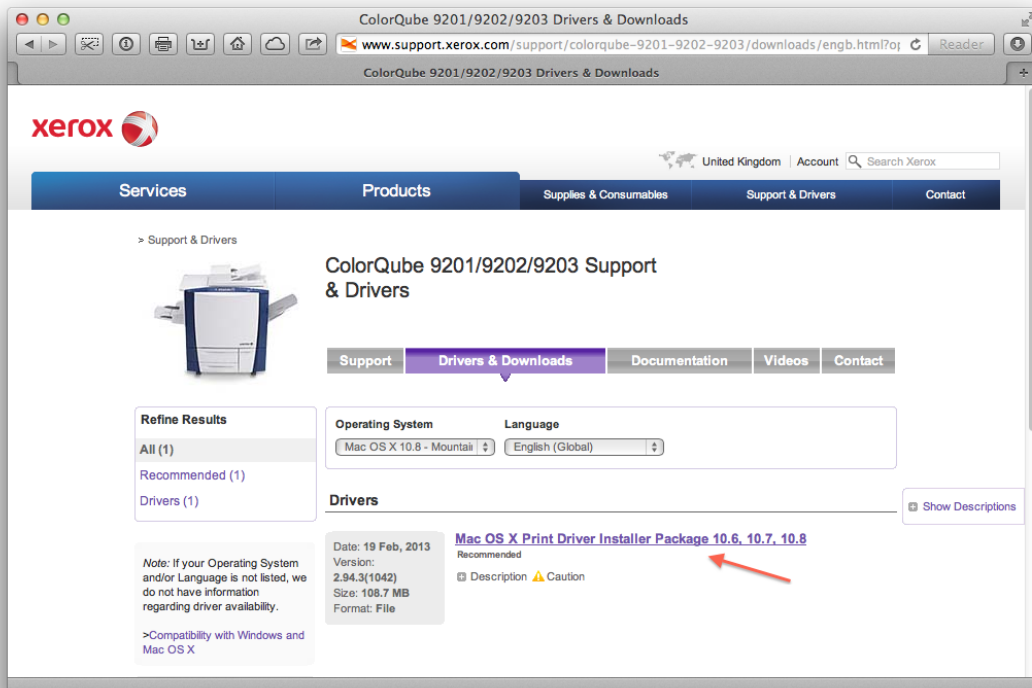 ColorQube 9201/9202/9203 Drivers & Downloads
www.support.xerox.com/support/colorqube-9201-9202-9203/downloads/engb.html?op
Reader
ColorQube 9201/9202/9203 Drivers & Downloads
xerox
United Kingdom
Account
Search Xerox
Services
Products
Supplies & Consumables
Support & Drivers
Contact
> Support & Drivers
ColorQube 9201/9202/9203 Support
& Drivers
Support
Drivers & Downloads
Documentation
Videos
Contact
Refine Results
All (1)
Recommended (1)
Drivers (1)
Operating System
Language
Mac OS X 10.8 - Mountain
English (Global)
Drivers
Show Descriptions
Date: 19 Feb, 2013
Version:
2.94.3(1042)
Size: 108.7 MB
Format: File
Mac OS X Print Driver Installer Package 10.6, 10.7, 10.8
Recommended
Description
Caution
Note: If your Operating System
and/or Language is not listed, we
do not have information
regarding driver availability.
>Compatibility with Windows and
Mac OS X